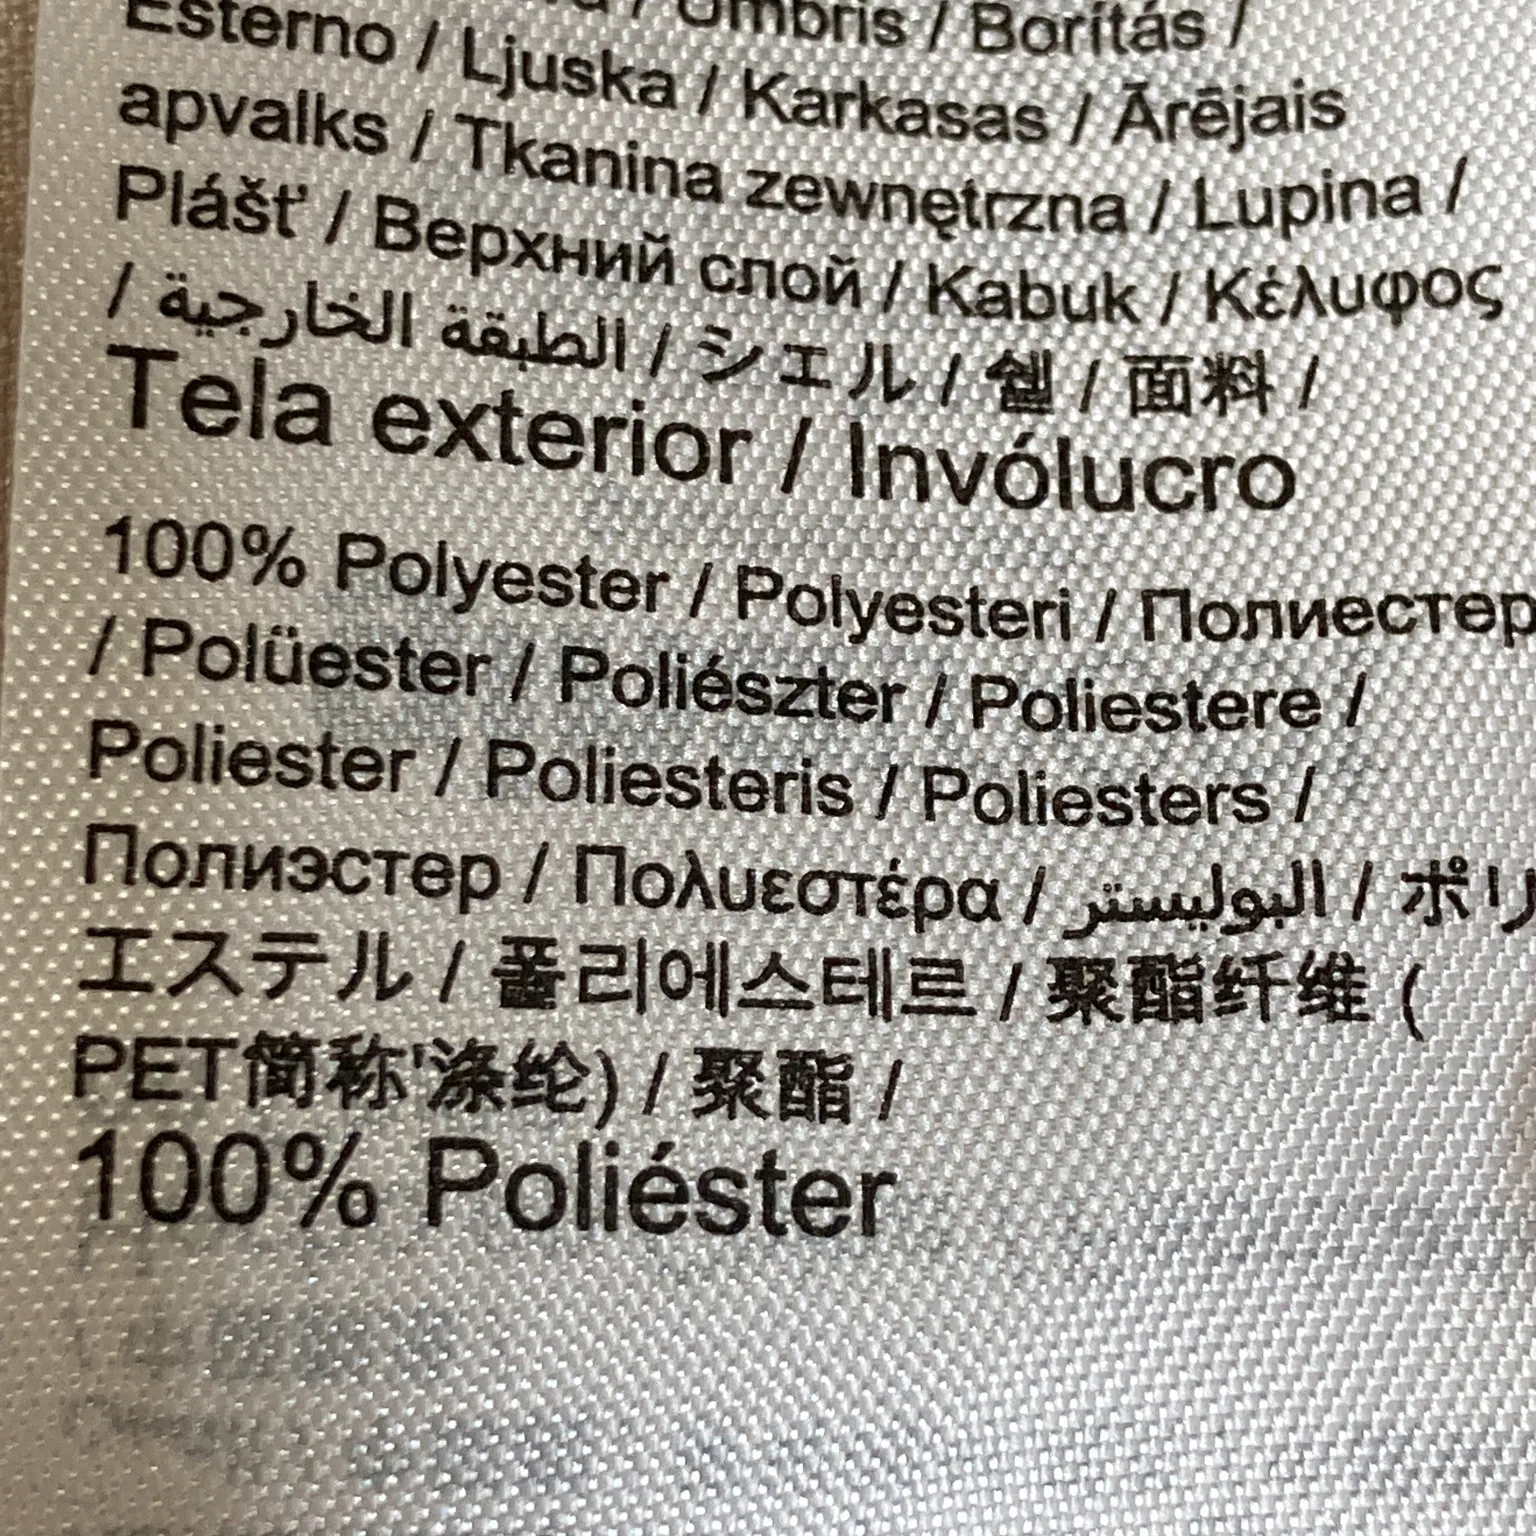 / Umbris / Borítás /
Esterno / Ljuska / Karkasas / Ārējais
apvalks / Tkanina zewnętrzna / Lupina /
Plášť / Верхний слой / Kabuk / Κέλυφος
/ الطبقة الخارجية / シェル / 쉘 / 面料 /
Tela exterior / Invólucro
100% Polyester / Polyesteri / Полиестер
/ Polüester / Poliészter / Poliestere /
Poliester / Poliesteris / Poliesters /
Полиэстер / Πολυεστέρα / البوليستر / ポリ
エステル / 폴리에스테르 / 聚酯纤维 (
PET简称'涤纶) / 聚酯 /
100% Poliéster